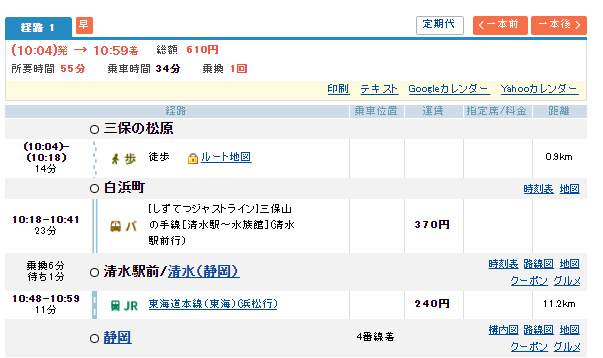 経路 1 早 定期代 一本前 一本後
(10:04)発 → 10:59着 総額 610円
所要時間 55分 乗車時間 34分 乗換 1回
印刷 テキスト Googleカレンダー Yahooカレンダー
経路 乗車位置 運賃 指定席/料金 距離
三保の松原
(10:04)-
(10:18)
14分
徒歩 ルート地図 0.9km
歩
白浜町 時刻表 地図
10:18-10:41
23分
バ
[しずてつジャストライン]三保山
の手線[清水駅～水族館](清水
駅前行)
370円
乗換6分
待ち1分
清水駅前/清水(静岡) 時刻表 路線図 地図
クーポン グルメ
10:48-10:59
11分
JR 東海道本線(東海)(浜松行) 240円 11.2km
静岡 4番線着 構内図 路線図 地図
クーポン グルメ